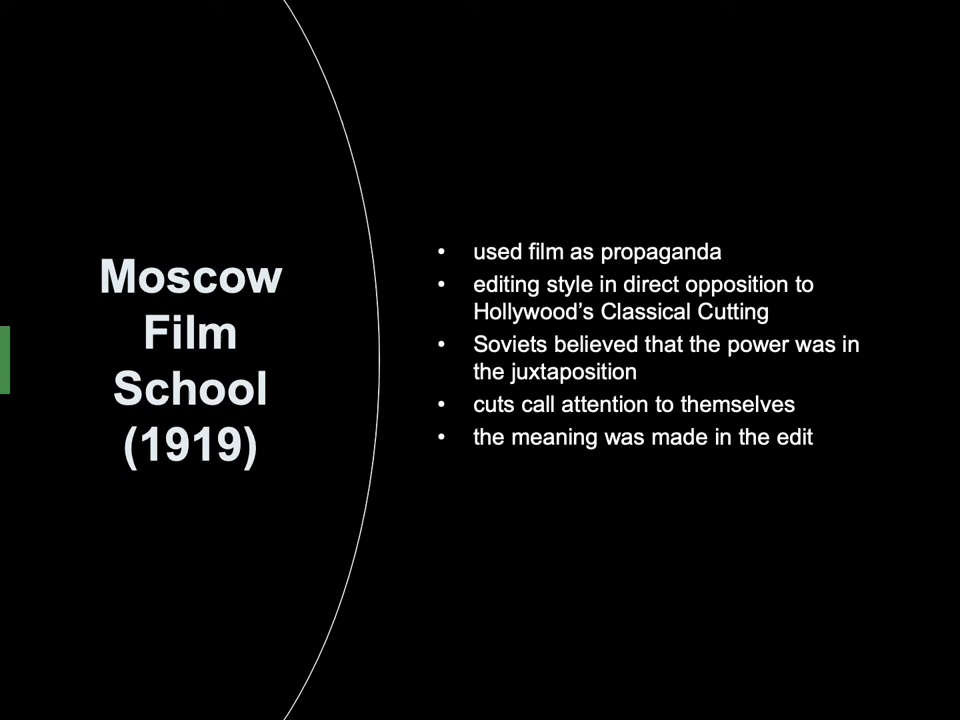 Moscow
Film
School
(1919)
• used film as propaganda
• editing style in direct opposition to
Hollywood’s Classical Cutting
• Soviets believed that the power was in
the juxtaposition
• cuts call attention to themselves
• the meaning was made in the edit